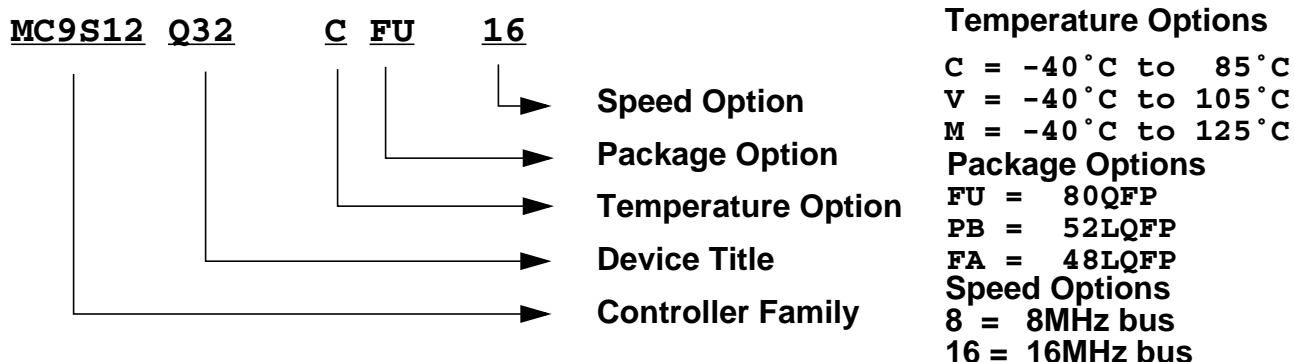 MC9S12 Q32 C FU 16
Speed Option
Package Option
Temperature Option
Device Title
Controller Family
Temperature Options
C = -40˚C to 85˚C
V = -40˚C to 105˚C
M = -40˚C to 125˚C
Package Options
FU = 80QFP
PB = 52LQFP
FA = 48LQFP
Speed Options
8 = 8MHz bus
16 = 16MHz bus